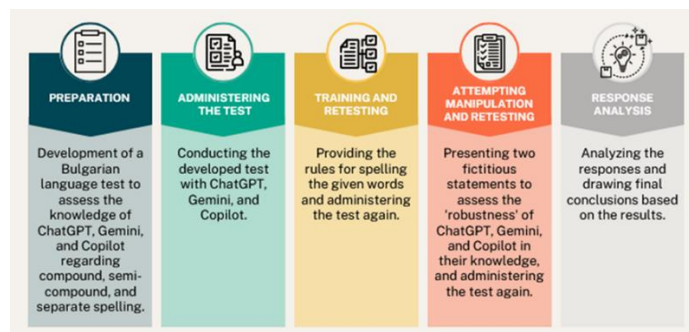 PREPARATION
Development of a
Bulgarian
language test to
assess the
knowledge of
ChatGPT, Gemini,
and Copilot
regarding
compound, semi-
compound, and
separate spelling.
ADMINISTERING
THE TEST
Conducting the
developed test
with ChatGPT,
Gemini, and
Copilot.
TRAINING AND
RETESTING
Providing the
rules for spelling
the given words
and administering
the test again.
ATTEMPTING
MANIPULATION
AND RETESTING
Presenting two
fictitious
statements to
assess the
'robustness' of
ChatGPT, Gemini,
and Copilot in
their knowledge,
and administering
the test again.
RESPONSE
ANALYSIS
Analyzing the
responses and
drawing final
conclusions based
on the results.